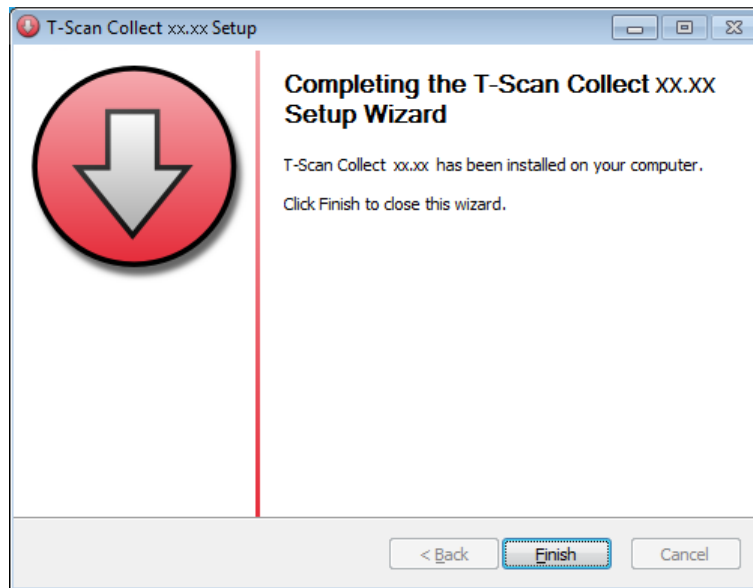 T-Scan Collect xx.xx Setup
Completing the T-Scan Collect xx.xx
Setup Wizard
T-Scan Collect xx.xx has been installed on your computer.
Click Finish to close this wizard.
< Back
Finish
Cancel